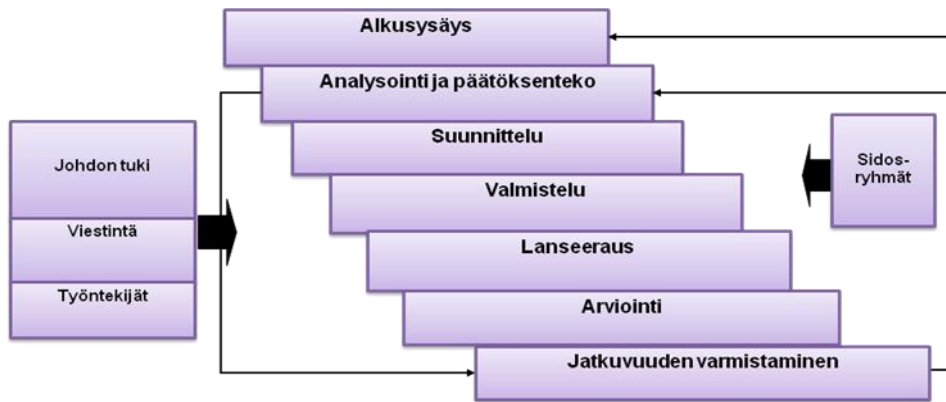 Alkusysäys
Analysointi ja päätöksenteko
Suunnittelu
Valmistelu
Lanseeraus
Arviointi
Jatkuvuuden varmistaminen
Johdon tuki
Viestintä
Työntekijät
Sidos-
ryhmät